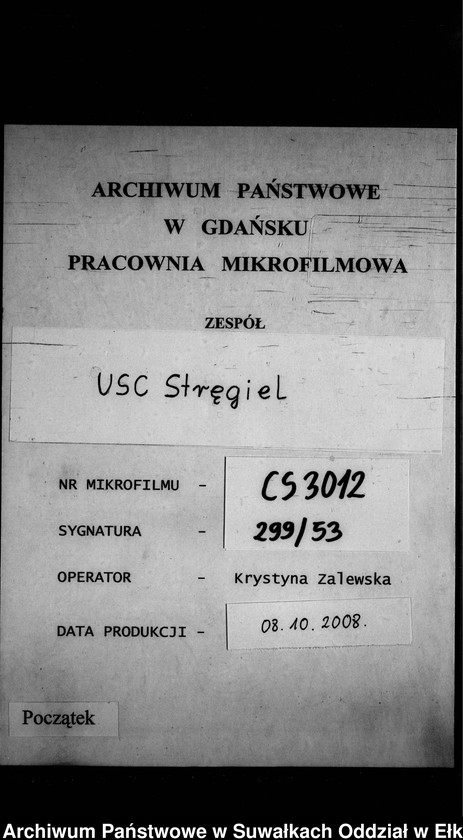 ARCHIWUM PAŃSTWOWE
W GDAŃSKU
PRACOWNIA MIKROFILMOWA
ZESPÓŁ
USC Stręgiel
NR MIKROFILMU - CS 3012
SYGNATURA - 299/53
OPERATOR - Krystyna Zalewska
DATA PRODUKCJI - 08.10.2008.
Początek
Archiwum Państwowe w Suwałkach Oddział w Ełk